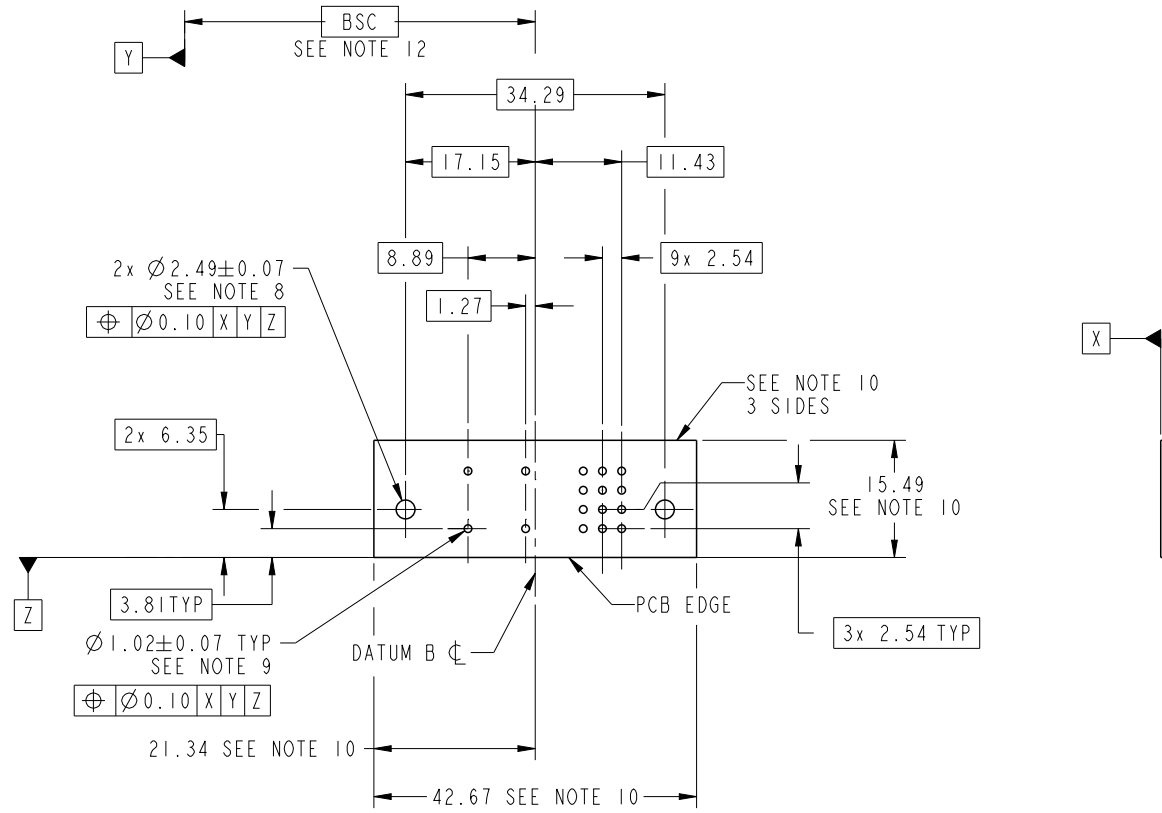 BSC
SEE NOTE 12
Y
34.29
17.15
11.43
8.89
9x 2.54
2x Ø2.49±0.07
SEE NOTE 8
⌖ Ø0.10 X Y Z
1.27
X
SEE NOTE 10
3 SIDES
2x 6.35
15.49
SEE NOTE 10
Z
3.81TYP
PCB EDGE
3x 2.54 TYP
Ø1.02±0.07 TYP
SEE NOTE 9
DATUM B ℄
⌖ Ø0.10 X Y Z
21.34 SEE NOTE 10
42.67 SEE NOTE 10